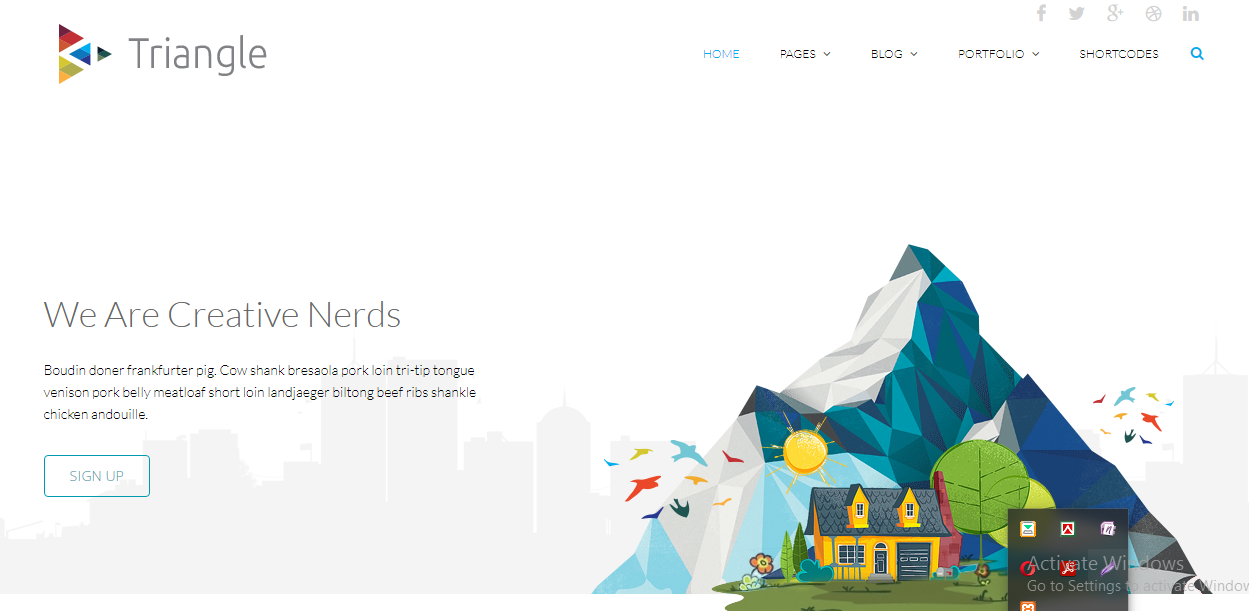 Triangle
HOME PAGES BLOG PORTFOLIO SHORTCODES
We Are Creative Nerds
Boudin doner frankfurter pig. Cow shank bresaola pork loin tri-tip tongue
venison pork belly meatloaf short loin landjaeger biltong beef ribs shankle
chicken andouille.
SIGN UP
Activate Windows
Go to Settings to activate Window